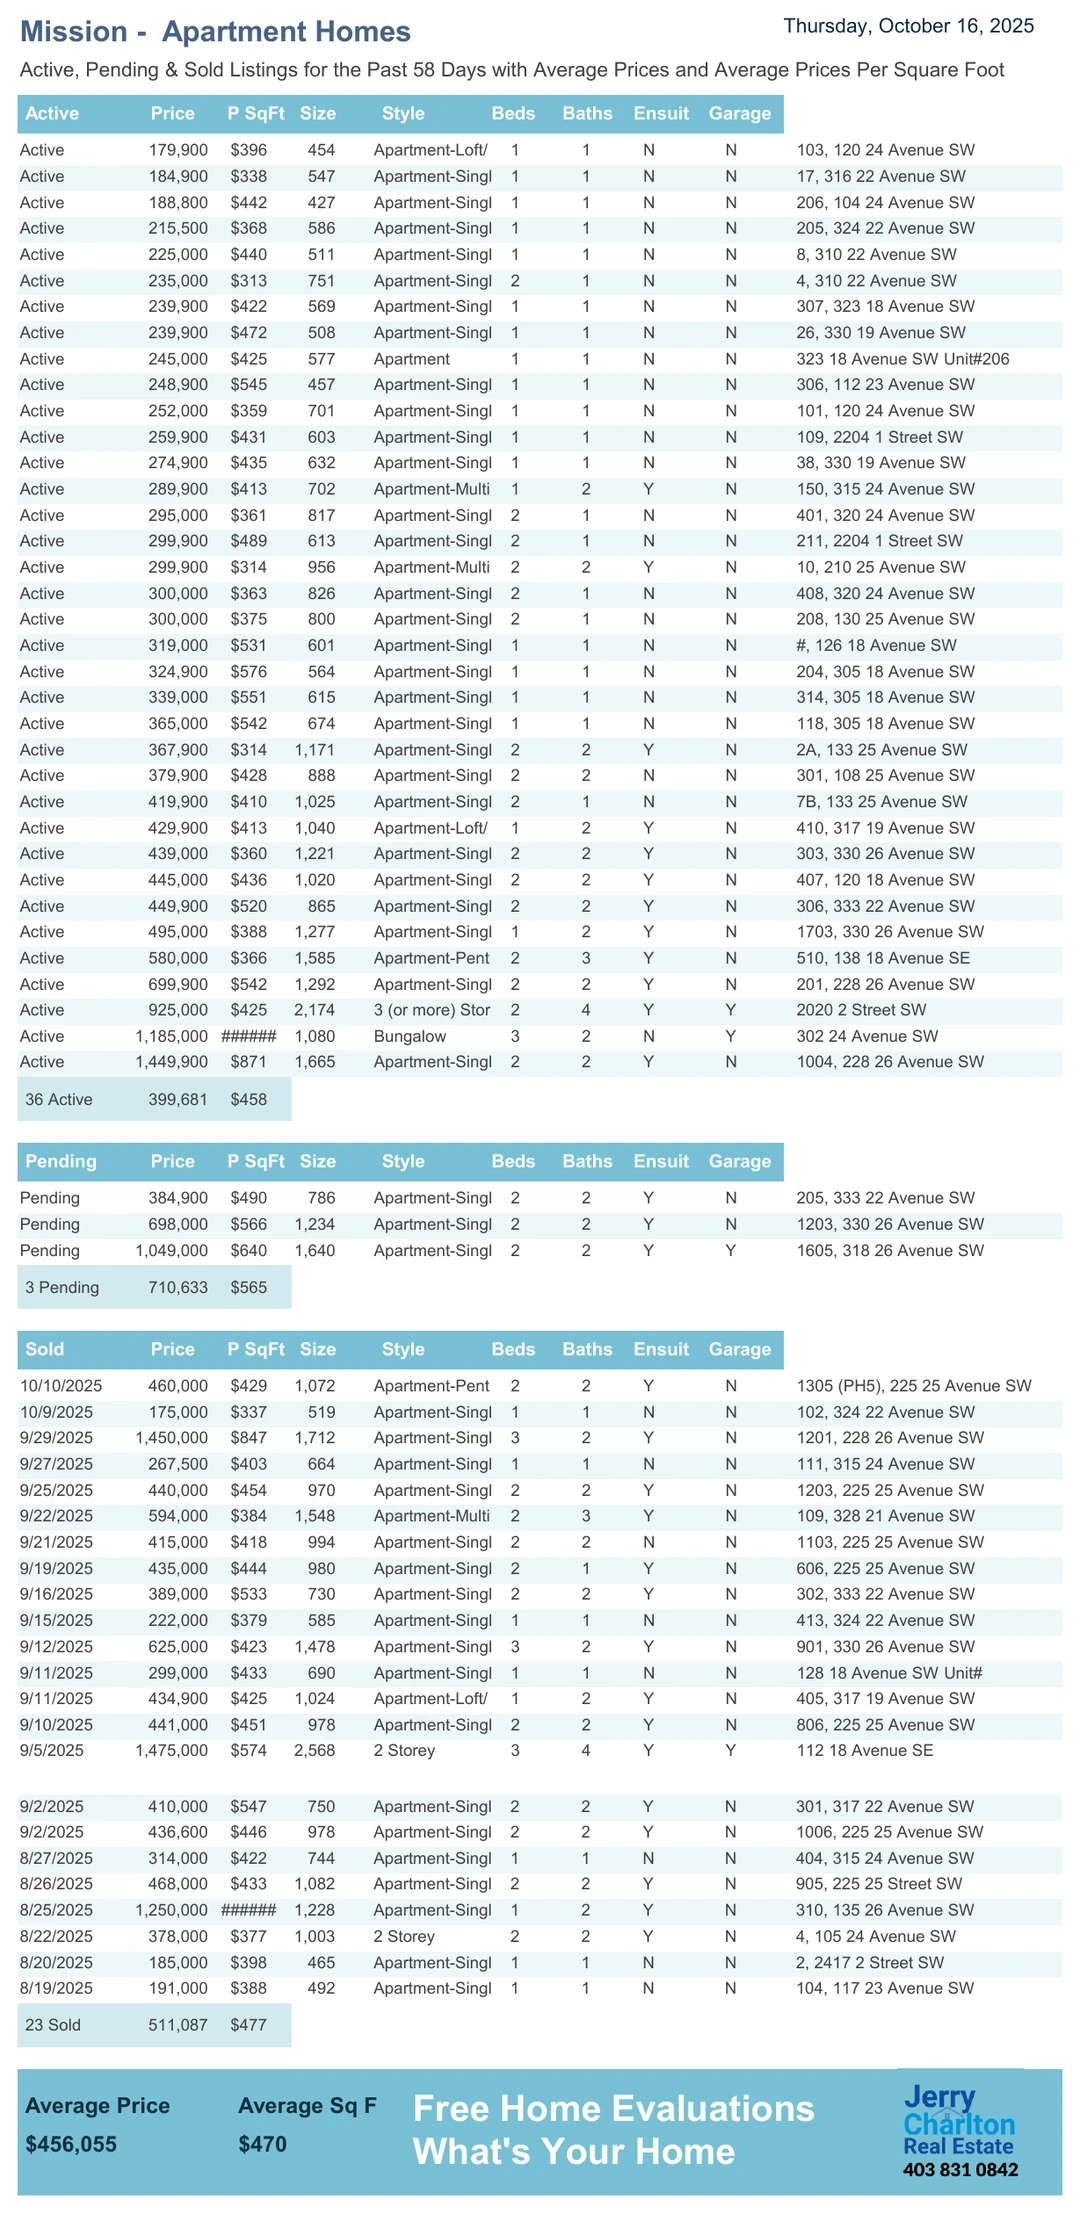 Mission -  Apartment Homes
Thursday, October 16, 2025
Active, Pending & Sold Listings for the Past 58 Days with Average Prices and Average Prices Per Square Foot
Active Price P SqFt Size Style Beds Baths Ensuit Garage
Active 179,900 $396 454 Apartment-Loft/ 1 1 N N 103, 120 24 Avenue SW
Active 184,900 $338 547 Apartment-Singl 1 1 N N 17, 316 22 Avenue SW
Active 188,800 $442 427 Apartment-Singl 1 1 N N 206, 104 24 Avenue SW
Active 215,500 $368 586 Apartment-Singl 1 1 N N 205, 324 22 Avenue SW
Active 225,000 $440 511 Apartment-Singl 1 1 N N 8, 310 22 Avenue SW
Active 235,000 $313 751 Apartment-Singl 2 1 N N 4, 310 22 Avenue SW
Active 239,900 $422 569 Apartment-Singl 1 1 N N 307, 323 18 Avenue SW
Active 239,900 $472 508 Apartment-Singl 1 1 N N 26, 330 19 Avenue SW
Active 245,000 $425 577 Apartment 1 1 N N 323 18 Avenue SW Unit#206
Active 248,900 $545 457 Apartment-Singl 1 1 N N 306, 112 23 Avenue SW
Active 252,000 $359 701 Apartment-Singl 1 1 N N 101, 120 24 Avenue SW
Active 259,900 $431 603 Apartment-Singl 1 1 N N 109, 2204 1 Street SW
Active 274,900 $435 632 Apartment-Singl 1 1 N N 38, 330 19 Avenue SW
Active 289,900 $413 702 Apartment-Multi 1 2 Y N 150, 315 24 Avenue SW
Active 295,000 $361 817 Apartment-Singl 2 1 N N 401, 320 24 Avenue SW
Active 299,900 $489 613 Apartment-Singl 2 1 N N 211, 2204 1 Street SW
Active 299,900 $314 956 Apartment-Multi 2 2 Y N 10, 210 25 Avenue SW
Active 300,000 $363 826 Apartment-Singl 2 1 N N 408, 320 24 Avenue SW
Active 300,000 $375 800 Apartment-Singl 2 1 N N 208, 130 25 Avenue SW
Active 319,000 $531 601 Apartment-Singl 1 1 N N #, 126 18 Avenue SW
Active 324,900 $576 564 Apartment-Singl 1 1 N N 204, 305 18 Avenue SW
Active 339,000 $551 615 Apartment-Singl 1 1 N N 314, 305 18 Avenue SW
Active 365,000 $542 674 Apartment-Singl 1 1 N N 118, 305 18 Avenue SW
Active 367,900 $314 1,171 Apartment-Singl 2 2 Y N 2A, 133 25 Avenue SW
Active 379,900 $428 888 Apartment-Singl 2 2 N N 301, 108 25 Avenue SW
Active 419,900 $410 1,025 Apartment-Singl 2 1 N N 7B, 133 25 Avenue SW
Active 429,900 $413 1,040 Apartment-Loft/ 1 2 Y N 410, 317 19 Avenue SW
Active 439,000 $360 1,221 Apartment-Singl 2 2 Y N 303, 330 26 Avenue SW
Active 445,000 $436 1,020 Apartment-Singl 2 2 Y N 407, 120 18 Avenue SW
Active 449,900 $520 865 Apartment-Singl 2 2 Y N 306, 333 22 Avenue SW
Active 495,000 $388 1,277 Apartment-Singl 1 2 Y N 1703, 330 26 Avenue SW
Active 580,000 $366 1,585 Apartment-Pent 2 3 Y N 510, 138 18 Avenue SE
Active 699,900 $542 1,292 Apartment-Singl 2 2 Y N 201, 228 26 Avenue SW
Active 925,000 $425 2,174 3 (or more) Stor 2 4 Y Y 2020 2 Street SW
Active 1,185,000 ###### 1,080 Bungalow 3 2 N Y 302 24 Avenue SW
Active 1,449,900 $871 1,665 Apartment-Singl 2 2 Y N 1004, 228 26 Avenue SW
36 Active 399,681 $458
Pending Price P SqFt Size Style Beds Baths Ensuit Garage
Pending 384,900 $490 786 Apartment-Singl 2 2 Y N 205, 333 22 Avenue SW
Pending 698,000 $566 1,234 Apartment-Singl 2 2 Y N 1203, 330 26 Avenue SW
Pending 1,049,000 $640 1,640 Apartment-Singl 2 2 Y Y 1605, 318 26 Avenue SW
3 Pending 710,633 $565
Sold Price P SqFt Size Style Beds Baths Ensuit Garage
10/10/2025 460,000 $429 1,072 Apartment-Pent 2 2 Y N 1305 (PH5), 225 25 Avenue SW
10/9/2025 175,000 $337 519 Apartment-Singl 1 1 N N 102, 324 22 Avenue SW
9/29/2025 1,450,000 $847 1,712 Apartment-Singl 3 2 Y N 1201, 228 26 Avenue SW
9/27/2025 267,500 $403 664 Apartment-Singl 1 1 N N 111, 315 24 Avenue SW
9/25/2025 440,000 $454 970 Apartment-Singl 2 2 Y N 1203, 225 25 Avenue SW
9/22/2025 594,000 $384 1,548 Apartment-Multi 2 3 Y N 109, 328 21 Avenue SW
9/21/2025 415,000 $418 994 Apartment-Singl 2 2 N N 1103, 225 25 Avenue SW
9/19/2025 435,000 $444 980 Apartment-Singl 2 1 Y N 606, 225 25 Avenue SW
9/16/2025 389,000 $533 730 Apartment-Singl 2 2 Y N 302, 333 22 Avenue SW
9/15/2025 222,000 $379 585 Apartment-Singl 1 1 N N 413, 324 22 Avenue SW
9/12/2025 625,000 $423 1,478 Apartment-Singl 3 2 Y N 901, 330 26 Avenue SW
9/11/2025 299,000 $433 690 Apartment-Singl 1 1 N N 128 18 Avenue SW Unit#
9/11/2025 434,900 $425 1,024 Apartment-Loft/ 1 2 Y N 405, 317 19 Avenue SW
9/10/2025 441,000 $451 978 Apartment-Singl 2 2 Y N 806, 225 25 Avenue SW
9/5/2025 1,475,000 $574 2,568 2 Storey 3 4 Y Y 112 18 Avenue SE
9/2/2025 410,000 $547 750 Apartment-Singl 2 2 Y N 301, 317 22 Avenue SW
9/2/2025 436,600 $446 978 Apartment-Singl 2 2 Y N 1006, 225 25 Avenue SW
8/27/2025 314,000 $422 744 Apartment-Singl 1 1 N N 404, 315 24 Avenue SW
8/26/2025 468,000 $433 1,082 Apartment-Singl 2 2 Y N 905, 225 25 Street SW
8/25/2025 1,250,000 ###### 1,228 Apartment-Singl 1 2 Y N 310, 135 26 Avenue SW
8/22/2025 378,000 $377 1,003 2 Storey 2 2 Y N 4, 105 24 Avenue SW
8/20/2025 185,000 $398 465 Apartment-Singl 1 1 N N 2, 2417 2 Street SW
8/19/2025 191,000 $388 492 Apartment-Singl 1 1 N N 104, 117 23 Avenue SW
23 Sold 511,087 $477
Average Price Average Sq F
$456,055 $470
Free Home Evaluations
What's Your Home
Jerry
Charlton
Real Estate
403 831 0842